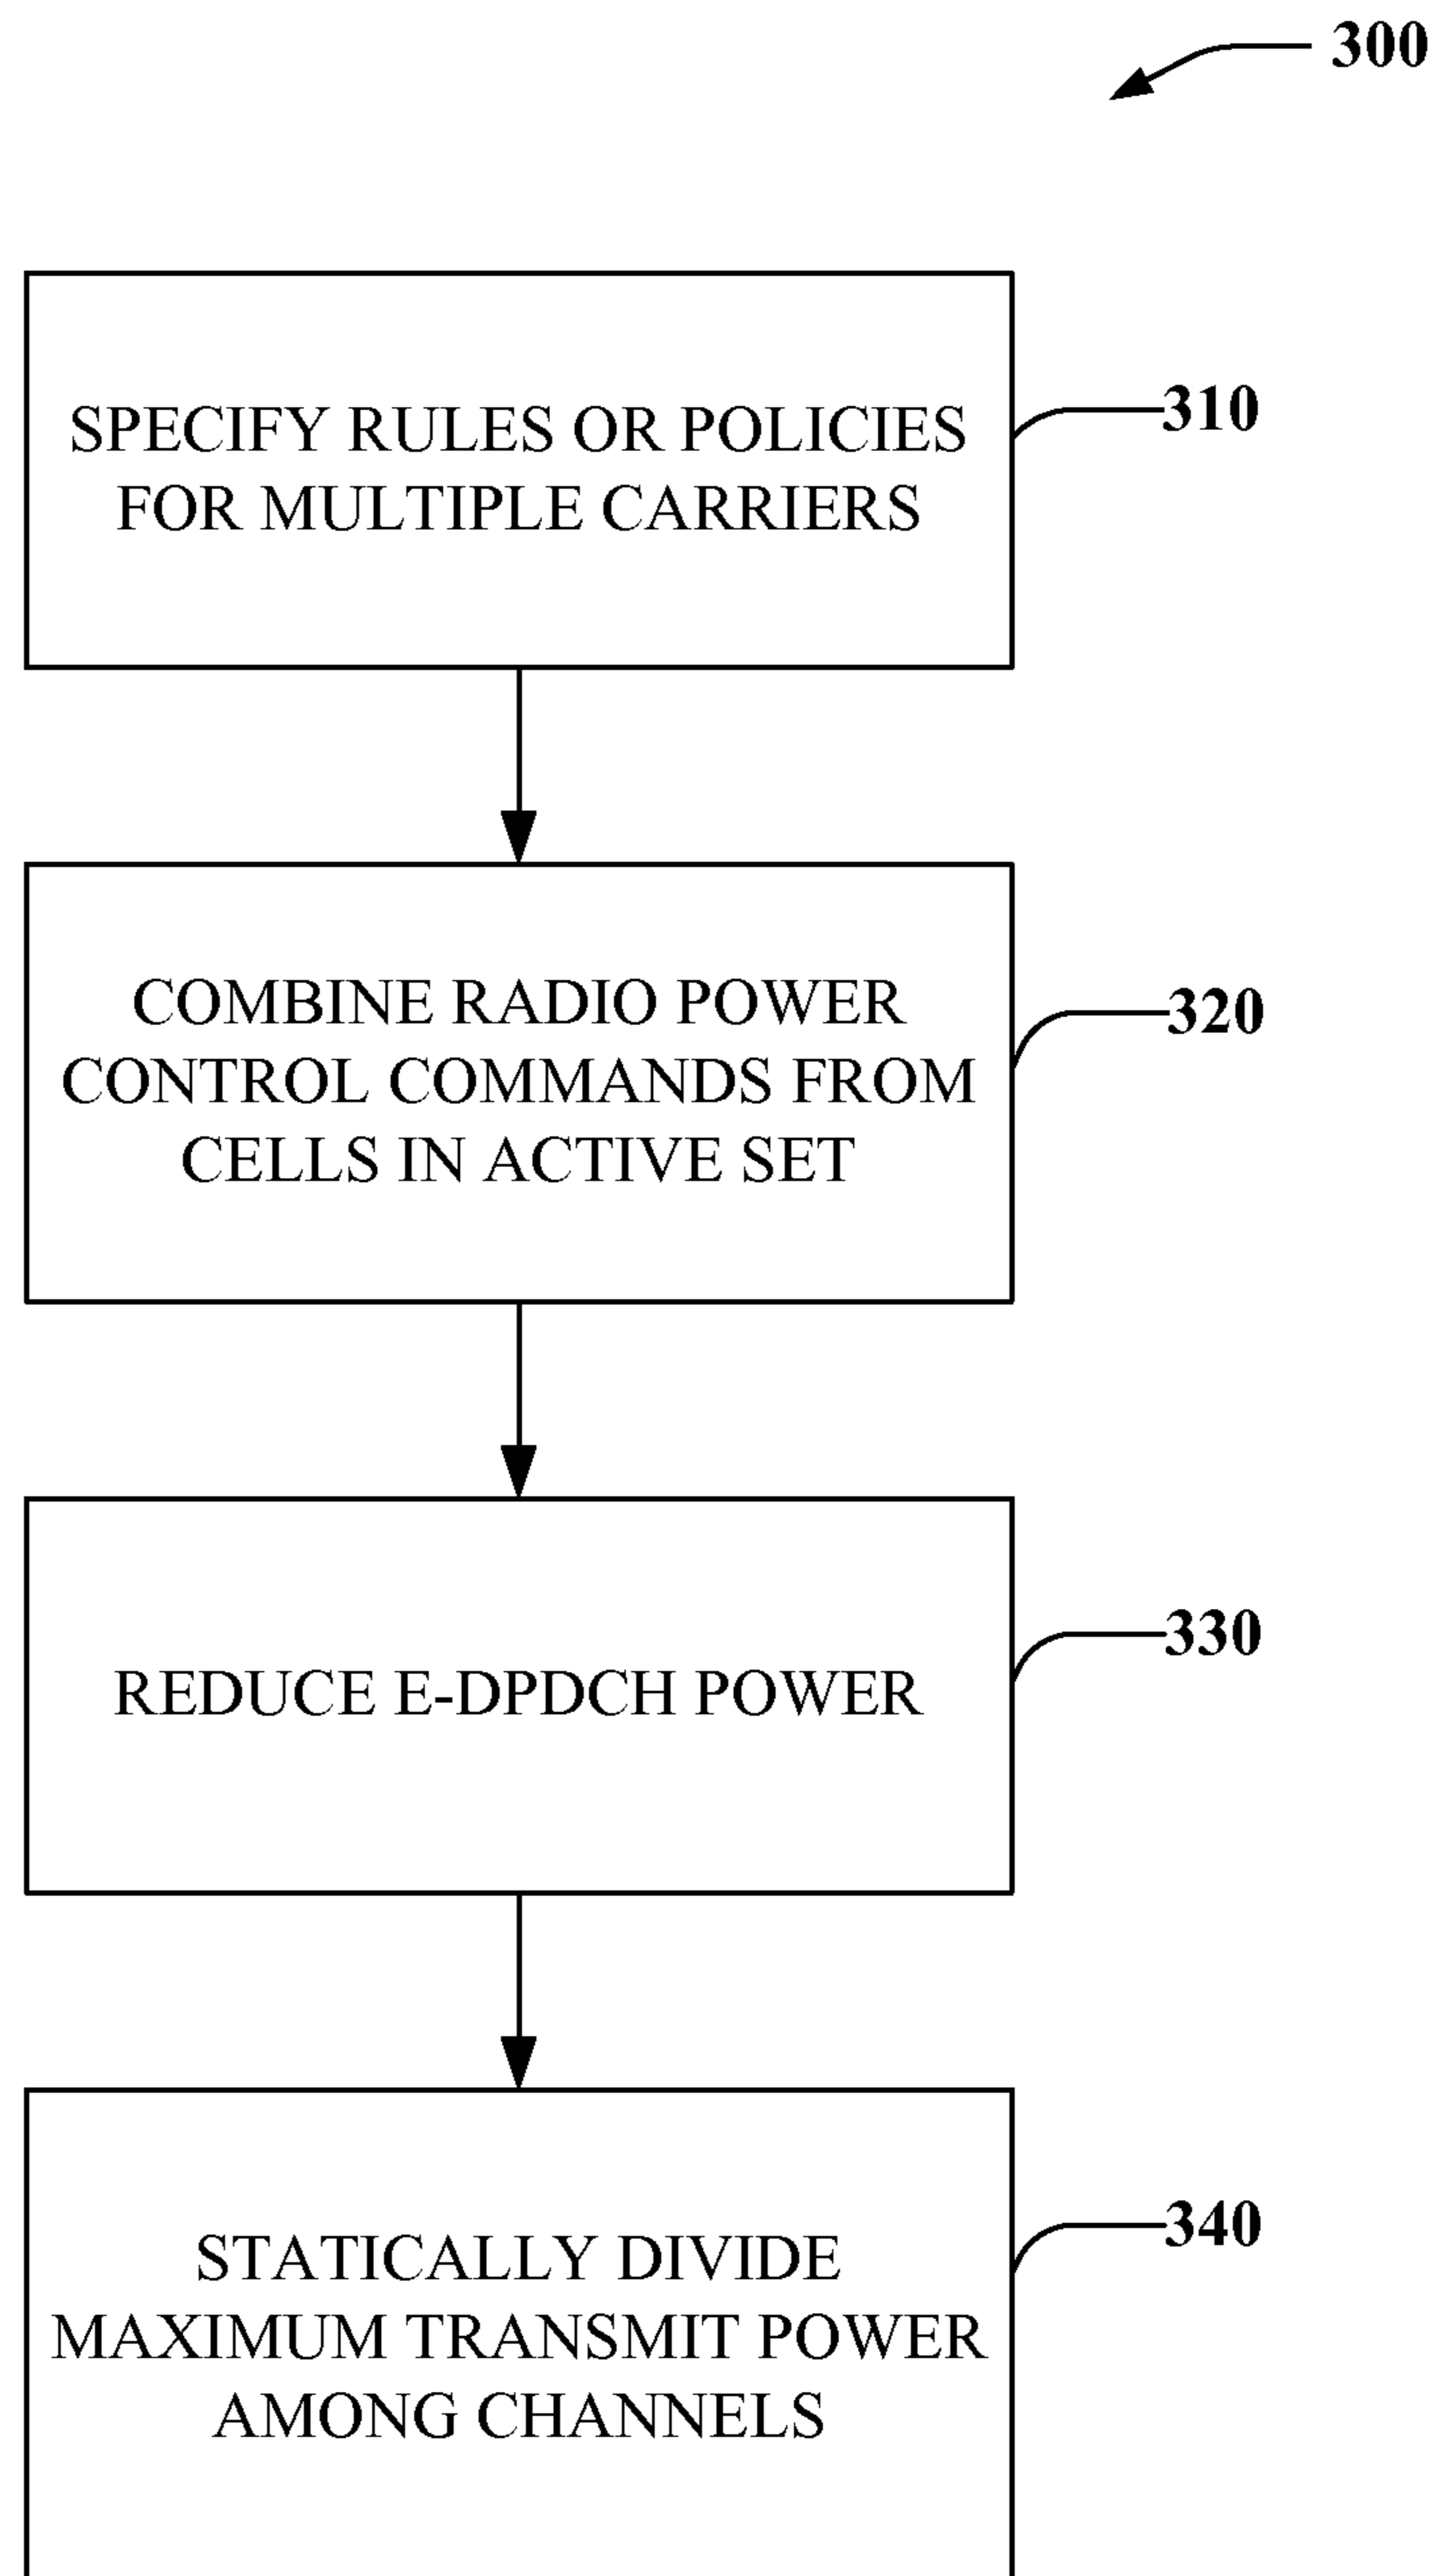 300
SPECIFY RULES OR POLICIES
FOR MULTIPLE CARRIERS
310
COMBINE RADIO POWER
CONTROL COMMANDS FROM
CELLS IN ACTIVE SET
320
REDUCE E-DPDCH POWER
330
STATICALLY DIVIDE
MAXIMUM TRANSMIT POWER
AMONG CHANNELS
340